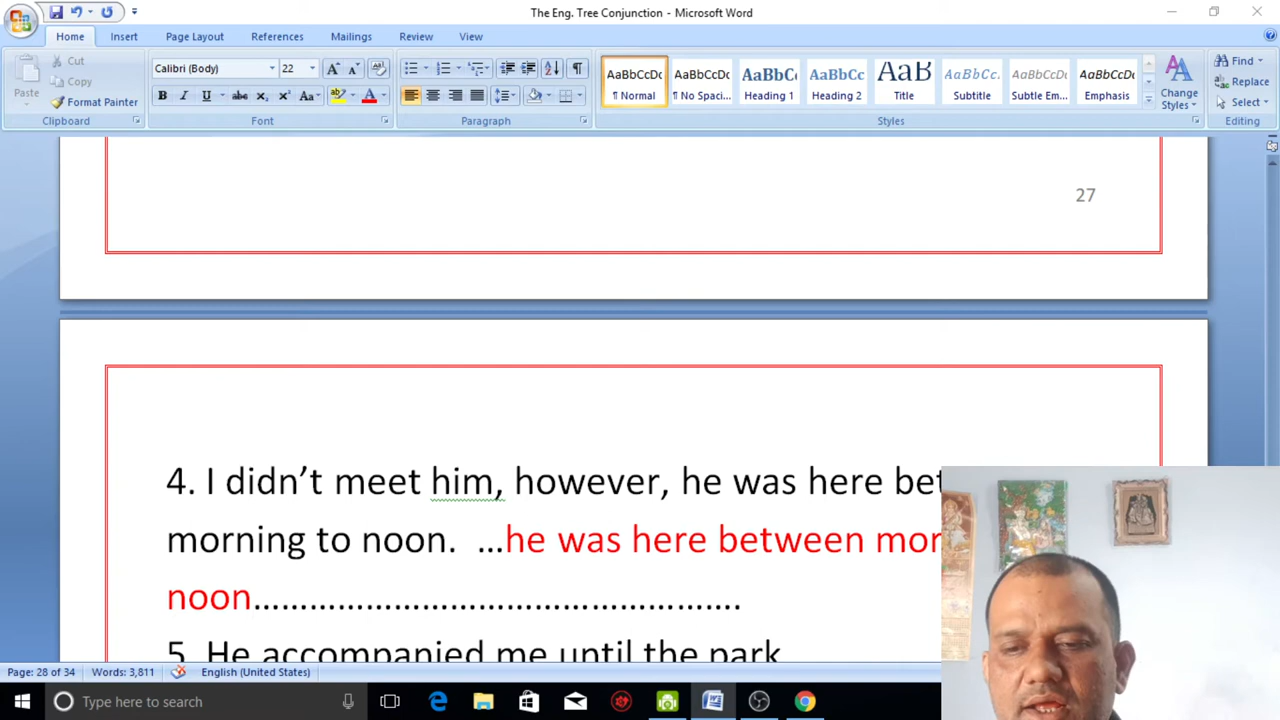 The Eng. Tree Conjunction - Microsoft Word
Home Insert Page Layout References Mailings Review View
Paste
Cut
Copy
Format Painter
Clipboard
Calibri (Body) 22
Font
Paragraph
AaBbCcDc AaBbCcDc AaBbC AaBbCc AaB AaBbCc. AaBbCcDc AaBbCcDc
¶ Normal ¶ No Spaci... Heading 1 Heading 2 Title Subtitle Subtle Em... Emphasis
Change Styles
Styles
Find
Replace
Select
Editing
27
4. I didn’t meet him, however, he was here
morning to noon. …he was here between
noon……………………………………………….
5. He accompanied me until the park
Page: 28 of 34 Words: 3,811 English (United States)
Type here to search